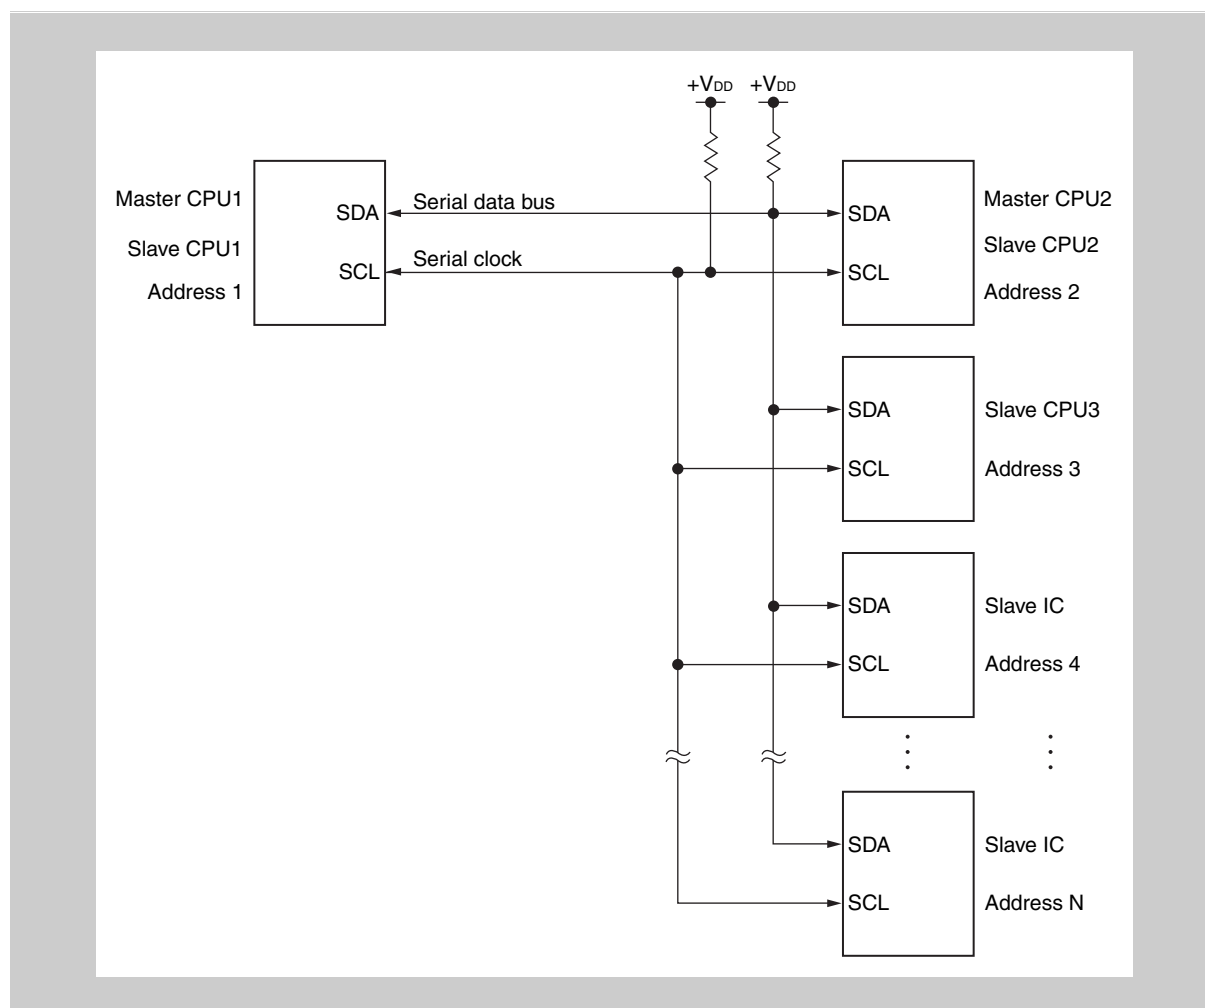 +VDD +VDD
Master CPU1
Slave CPU1
Address 1
SDA
SCL
Serial data bus
Serial clock
SDA
SCL
Master CPU2
Slave CPU2
Address 2
SDA
SCL
Slave CPU3
Address 3
SDA
SCL
Slave IC
Address 4
SDA
SCL
Slave IC
Address N